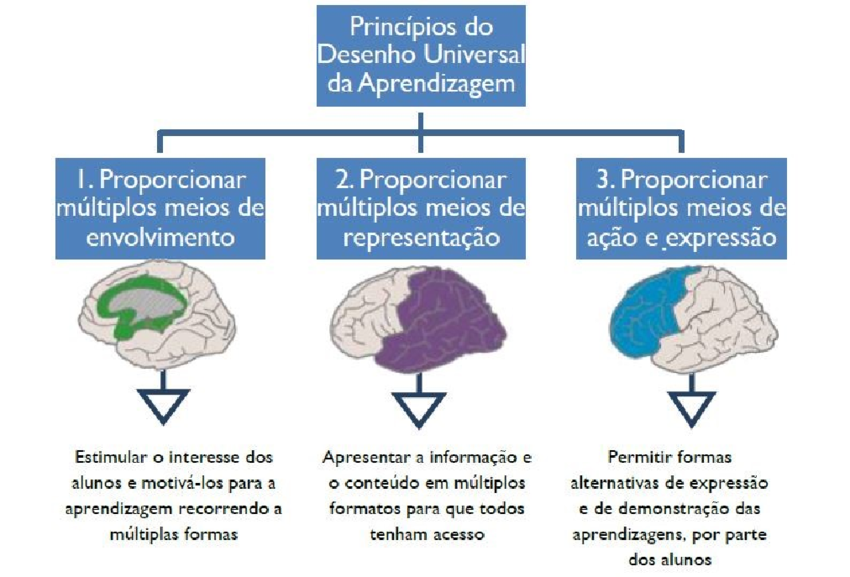 Princípios do
Desenho Universal
da Aprendizagem
1. Proporcionar
múltiplos meios de
envolvimento
2. Proporcionar
múltiplos meios de
representação
3. Proporcionar
múltiplos meios de
ação e expressão
Estimular o interesse dos
alunos e motivá-los para a
aprendizagem recorrendo a
múltiplas formas
Apresentar a informação e
o conteúdo em múltiplos
formatos para que todos
tenham acesso
Permitir formas
alternativas de expressão
e de demonstração das
aprendizagens, por parte
dos alunos